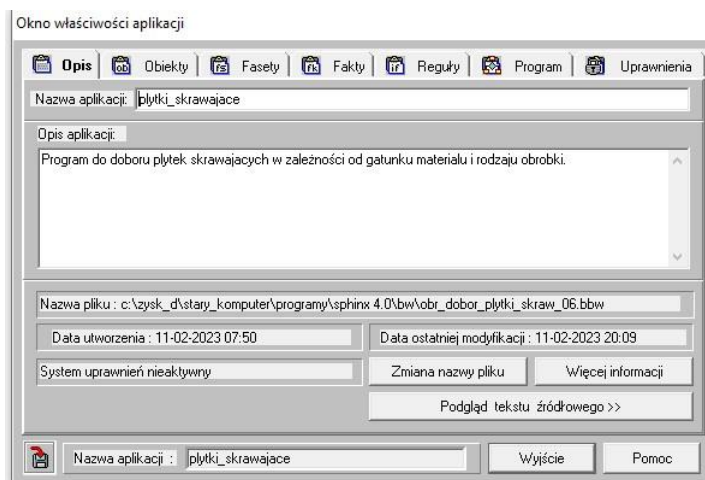 Okno właściwości aplikacji
Opis Obiekty Fasety Fakty Reguły Program Uprawnienia
Nazwa aplikacji: plytki_skrawajace
Opis aplikacji:
Program do doboru plytek skrawajacych w zależności od gatunku materialu i rodzaju obrobki.
Nazwa pliku : c:\zysk_d\stary_komputer\programy\sphinx 4.0\bw\obr_dobor_plytki_skraw_06.bbw
Data utworzenia : 11-02-2023 07:50 Data ostatniej modyfikacji : 11-02-2023 20:09
System uprawnień nieaktywny Zmiana nazwy pliku Więcej informacji
Podgląd tekstu źródłowego >>
Nazwa aplikacji : plytki_skrawajace Wyjście Pomoc